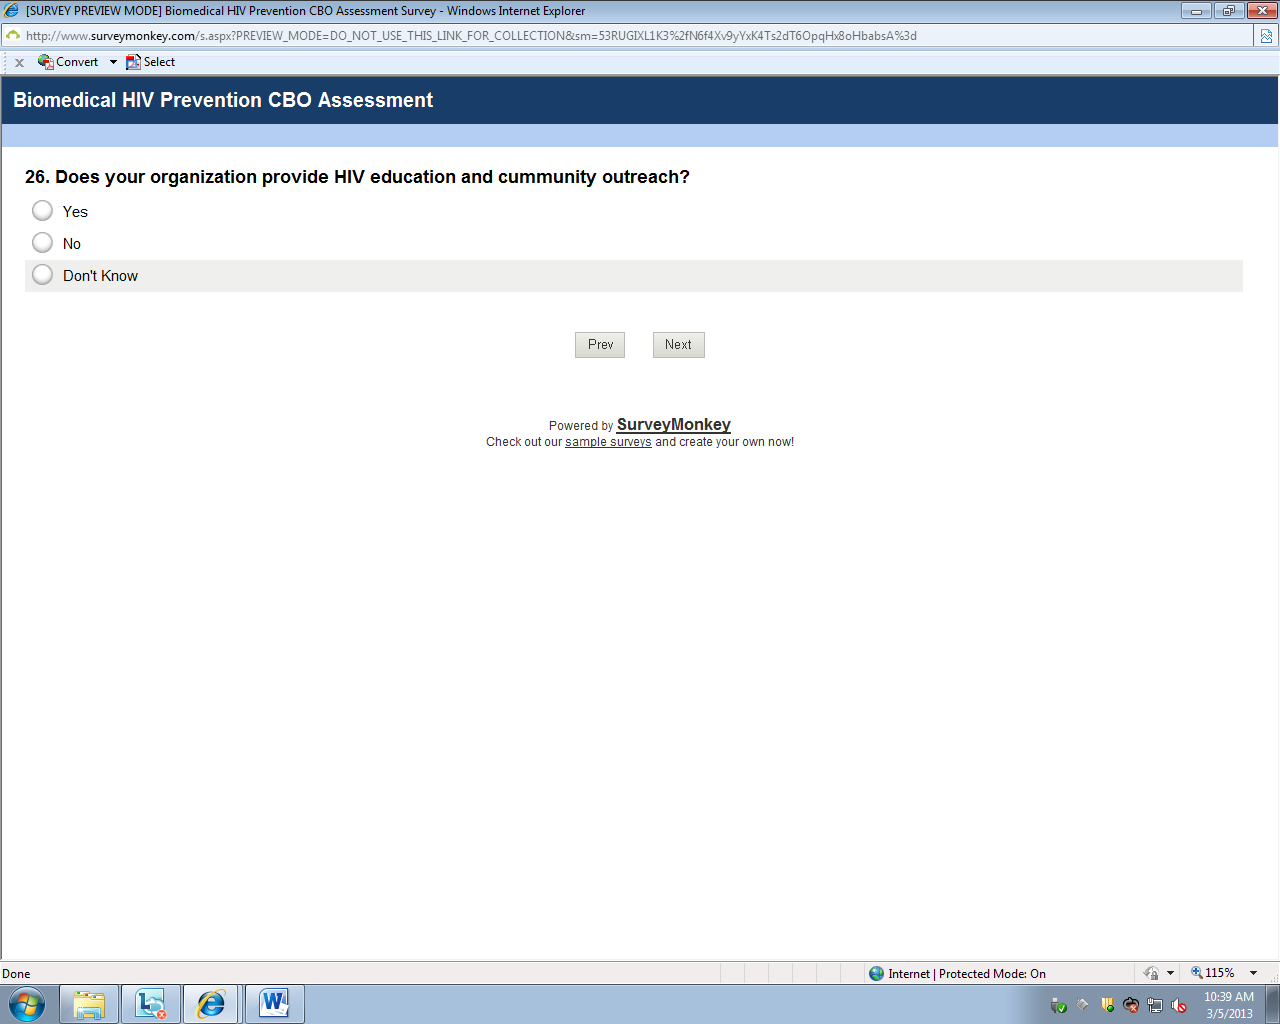 [SURVEY PREVIEW MODE] Biomedical HIV Prevention CBO Assessment Survey - Windows Internet Explorer
http://www.surveymonkey.com/s.aspx?PREVIEW_MODE=DO_NOT_USE_THIS_LINK_FOR_COLLECTION&sm=53RUGIXL1K3%2fN6f4Xv9yYxK4Ts2dT6OpqHx8oHbabsA%3d
x Convert Select
Biomedical HIV Prevention CBO Assessment
26. Does your organization provide HIV education and cummunity outreach?
Yes
No
Don't Know
Prev Next
Powered by SurveyMonkey
Check out our sample surveys and create your own now!
Done Internet | Protected Mode: On 115%
10:39 AM
3/5/2013